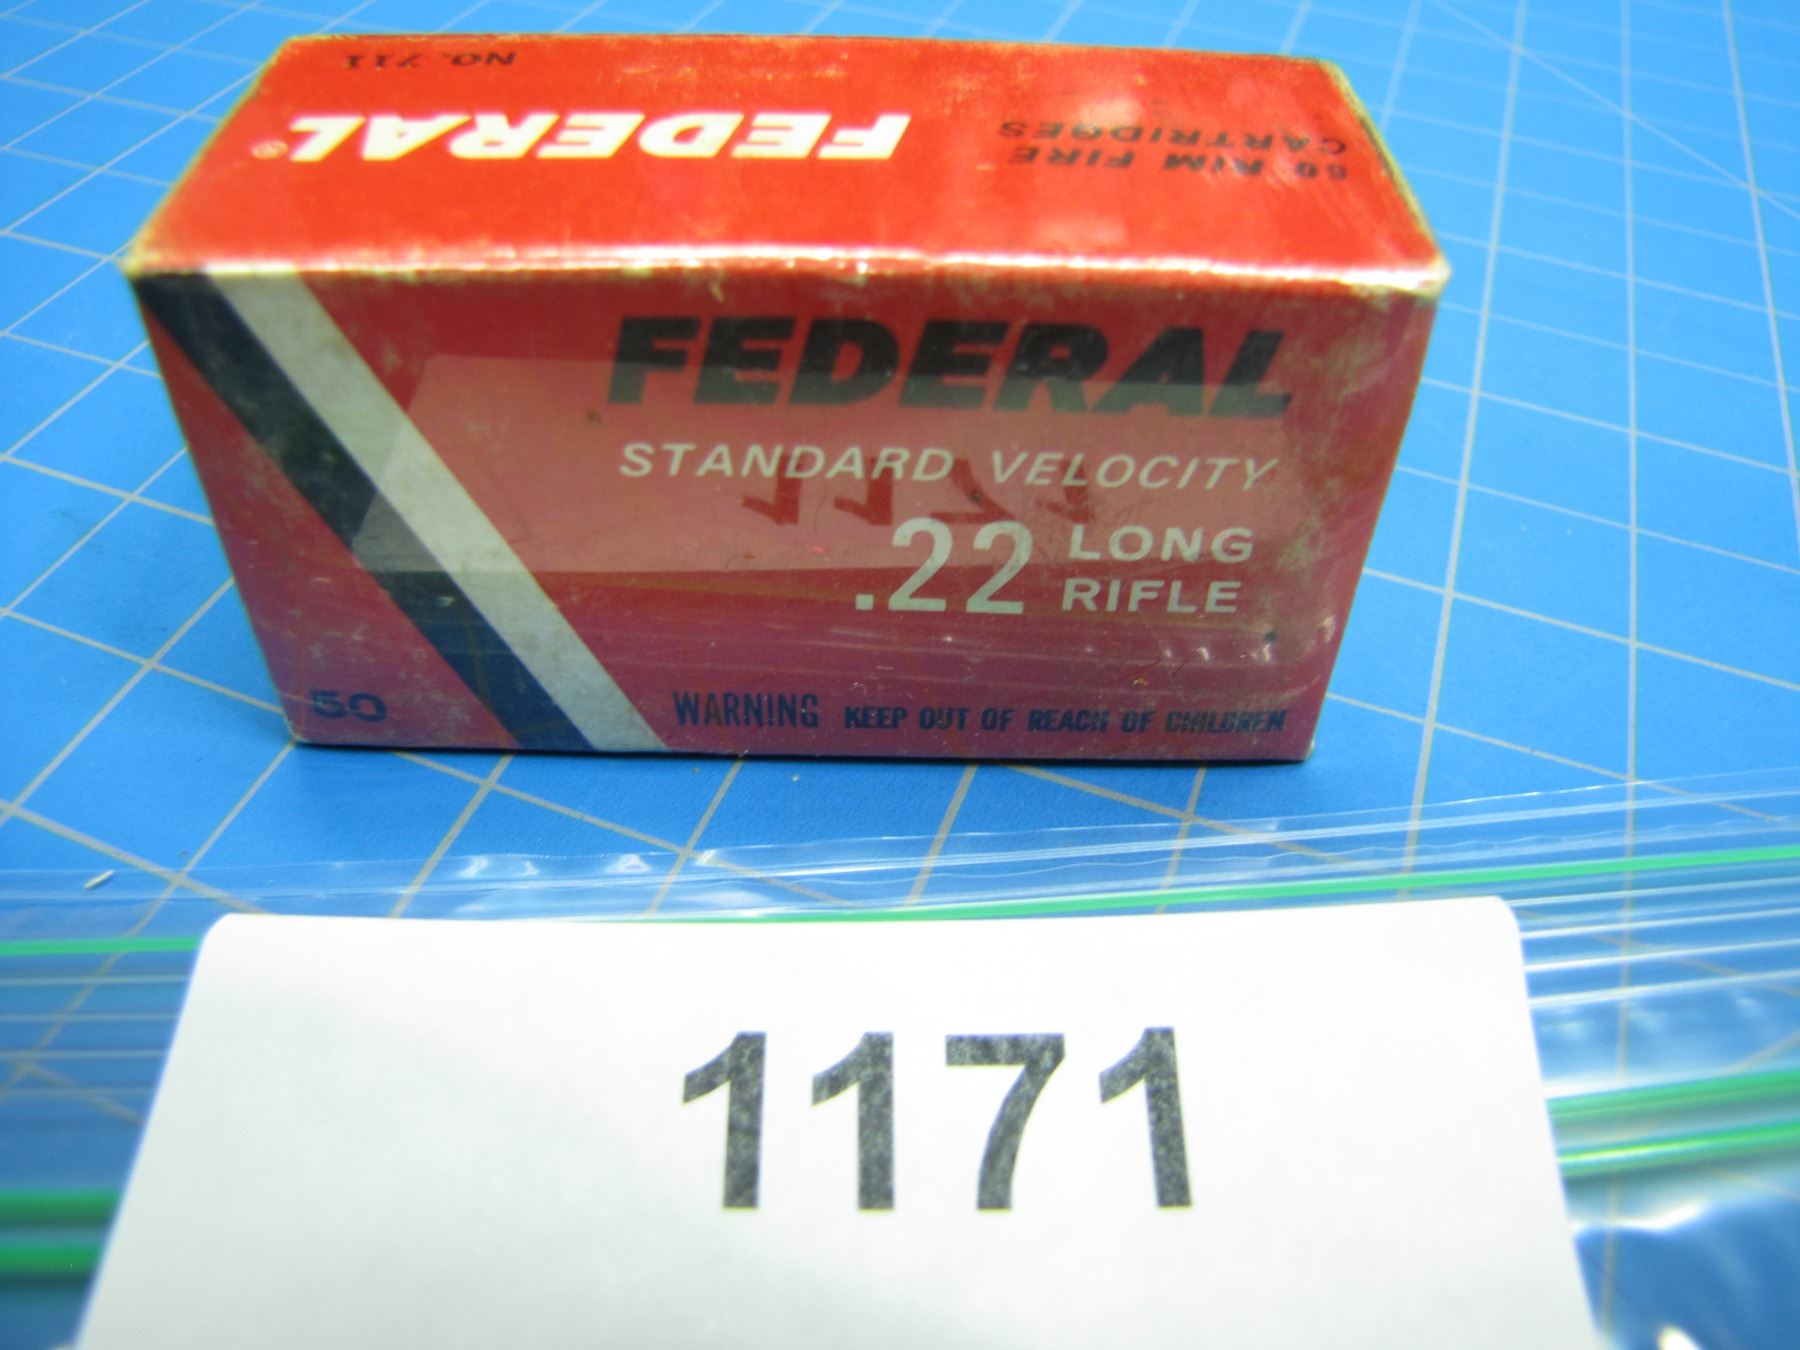 NO. 711
FEDERAL®
50 RIM FIRE
CARTRIDGES
FEDERAL
STANDARD VELOCITY
1171
.22 LONG
RIFLE
50
WARNING KEEP OUT OF REACH OF CHILDREN
1171